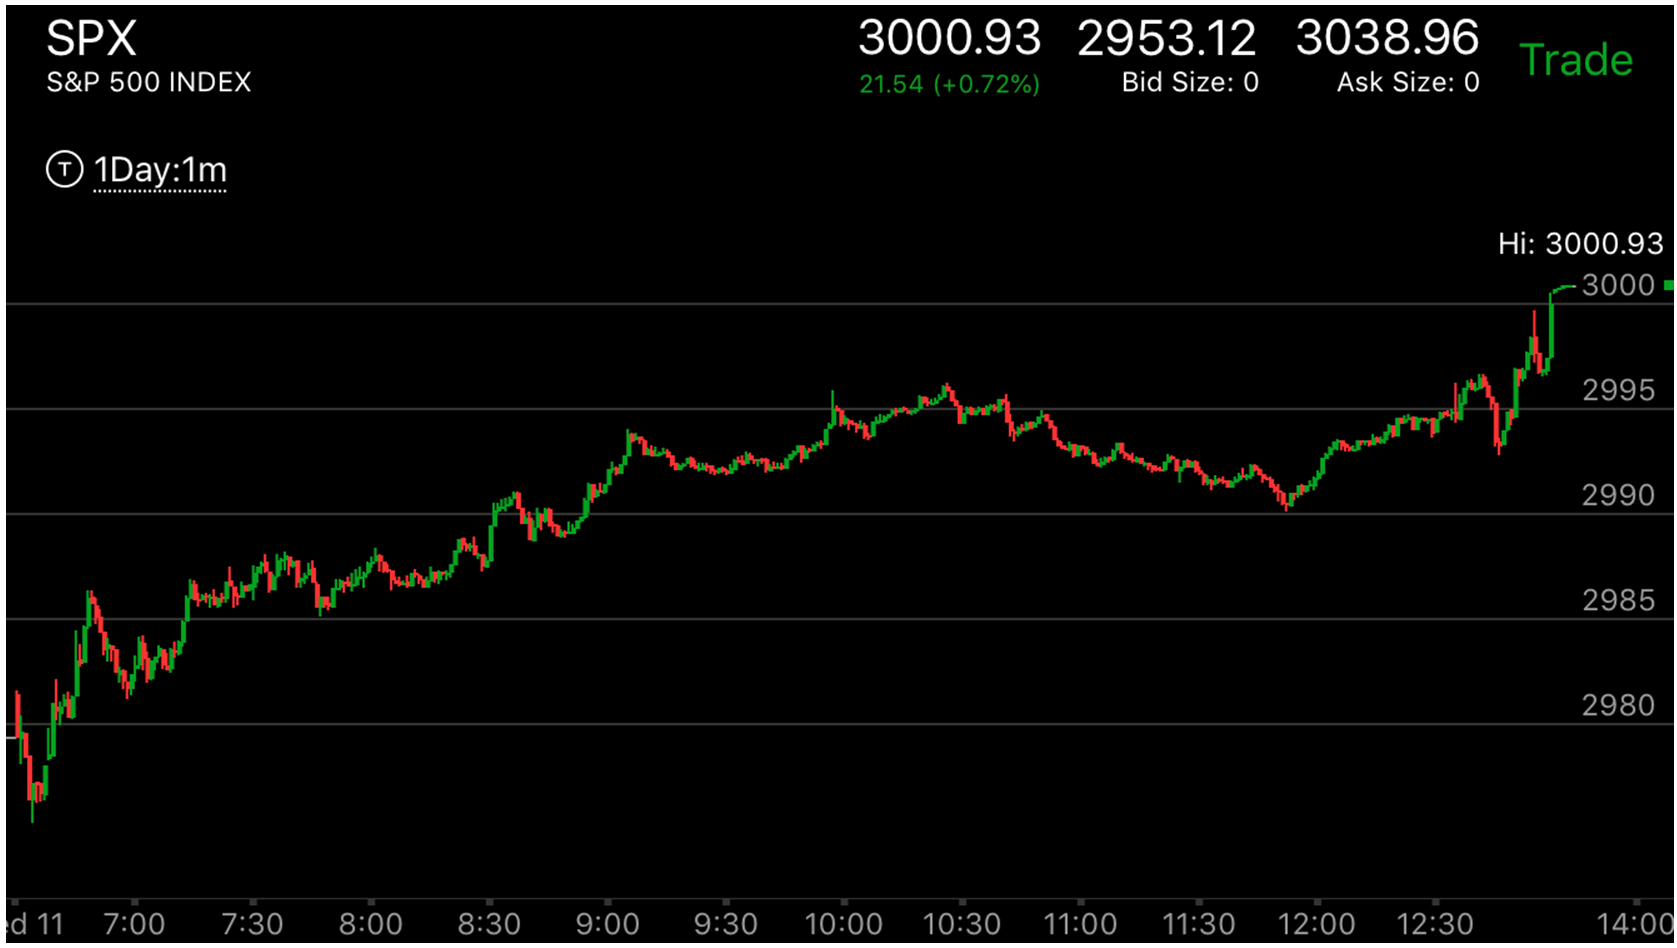 SPX
S&P 500 INDEX
3000.93
21.54 (+0.72%)
2953.12
Bid Size: 0
3038.96
Ask Size: 0
Trade
T 1Day:1m
Hi: 3000.93
3000
2995
2990
2985
2980
ed 11 7:00 7:30 8:00 8:30 9:00 9:30 10:00 10:30 11:00 11:30 12:00 12:30 14:00